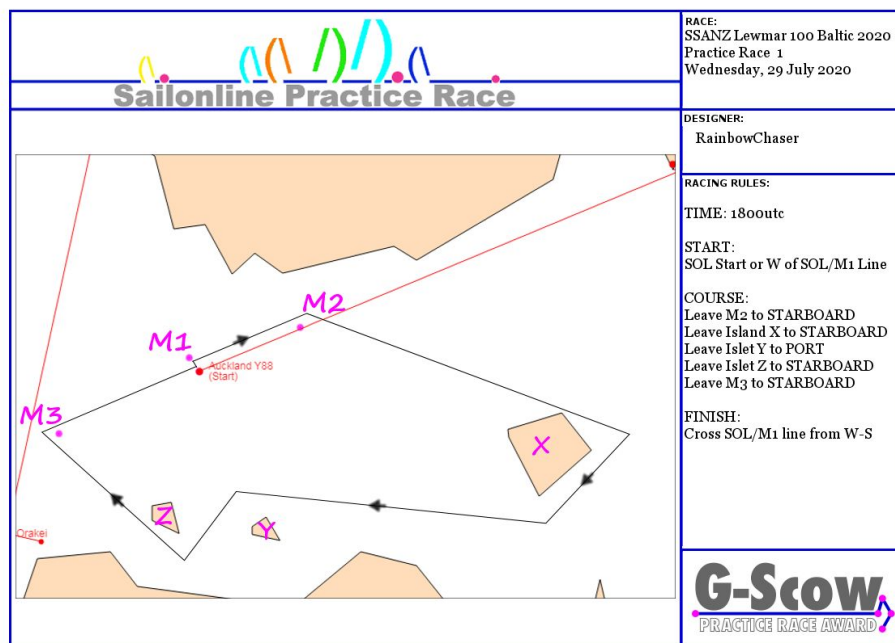 Sailonline Practice Race
RACE:
SSANZ Lewmar 100 Baltic 2020
Practice Race 1
Wednesday, 29 July 2020
DESIGNER:
RainbowChaser
RACING RULES:
TIME: 1800utc
START:
SOL Start or W of SOL/M1 Line
COURSE:
Leave M2 to STARBOARD
Leave Island X to STARBOARD
Leave Islet Y to PORT
Leave Islet Z to STARBOARD
Leave M3 to STARBOARD
FINISH:
Cross SOL/M1 line from W-S
M2
M1
Auckland Y88
(Start)
M3
X
Z
Y
Orakei
G-Scow
PRACTICE RACE AWARD